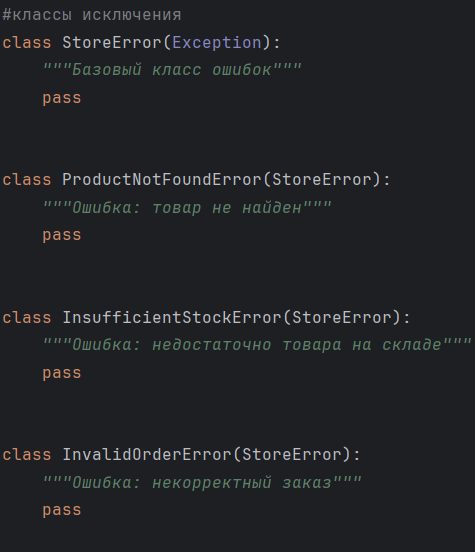 #классы исключения
class StoreError(Exception):
    """Базовый класс ошибок"""
    pass
class ProductNotFoundError(StoreError):
    """Ошибка: товар не найден"""
    pass
class InsufficientStockError(StoreError):
    """Ошибка: недостаточно товара на складе"""
    pass
class InvalidOrderError(StoreError):
    """Ошибка: некорректный заказ"""
    pass